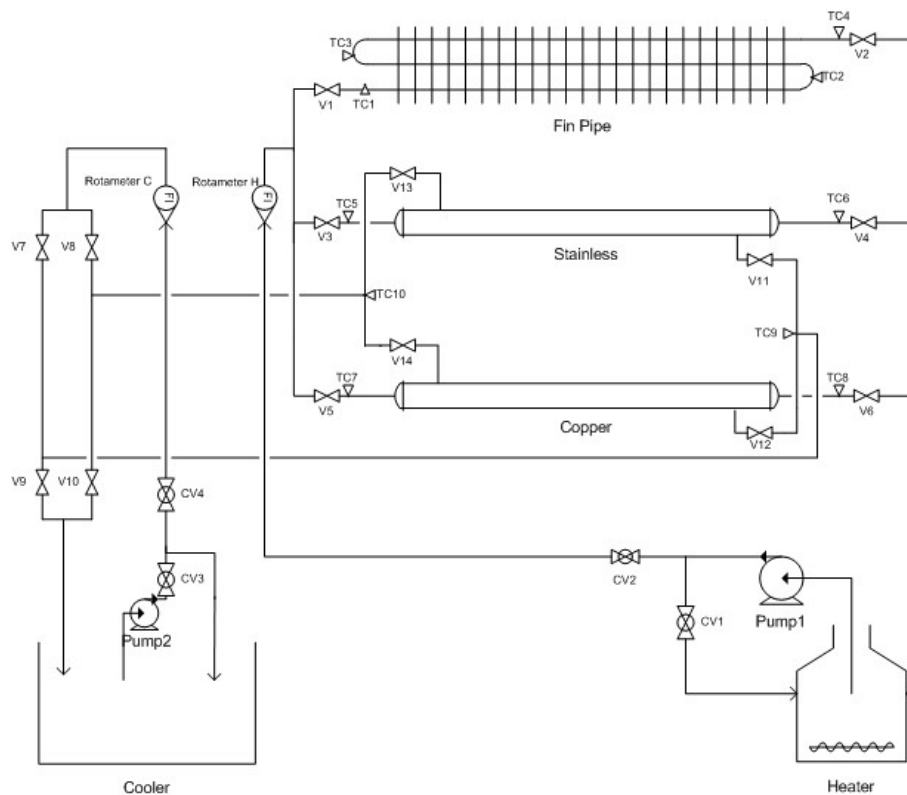 TC4
TC3
V2
TC2
V1
TC1
Fin Pipe
Rotameter C
FI
Rotameter H
FI
V13
TC5
TC6
V7
V8
V3
V4
Stainless
V11
TC10
TC9
V14
TC7
TC8
V5
V6
Copper
V12
V9
V10
CV4
CV3
CV2
Pump2
CV1
Pump1
Cooler
Heater